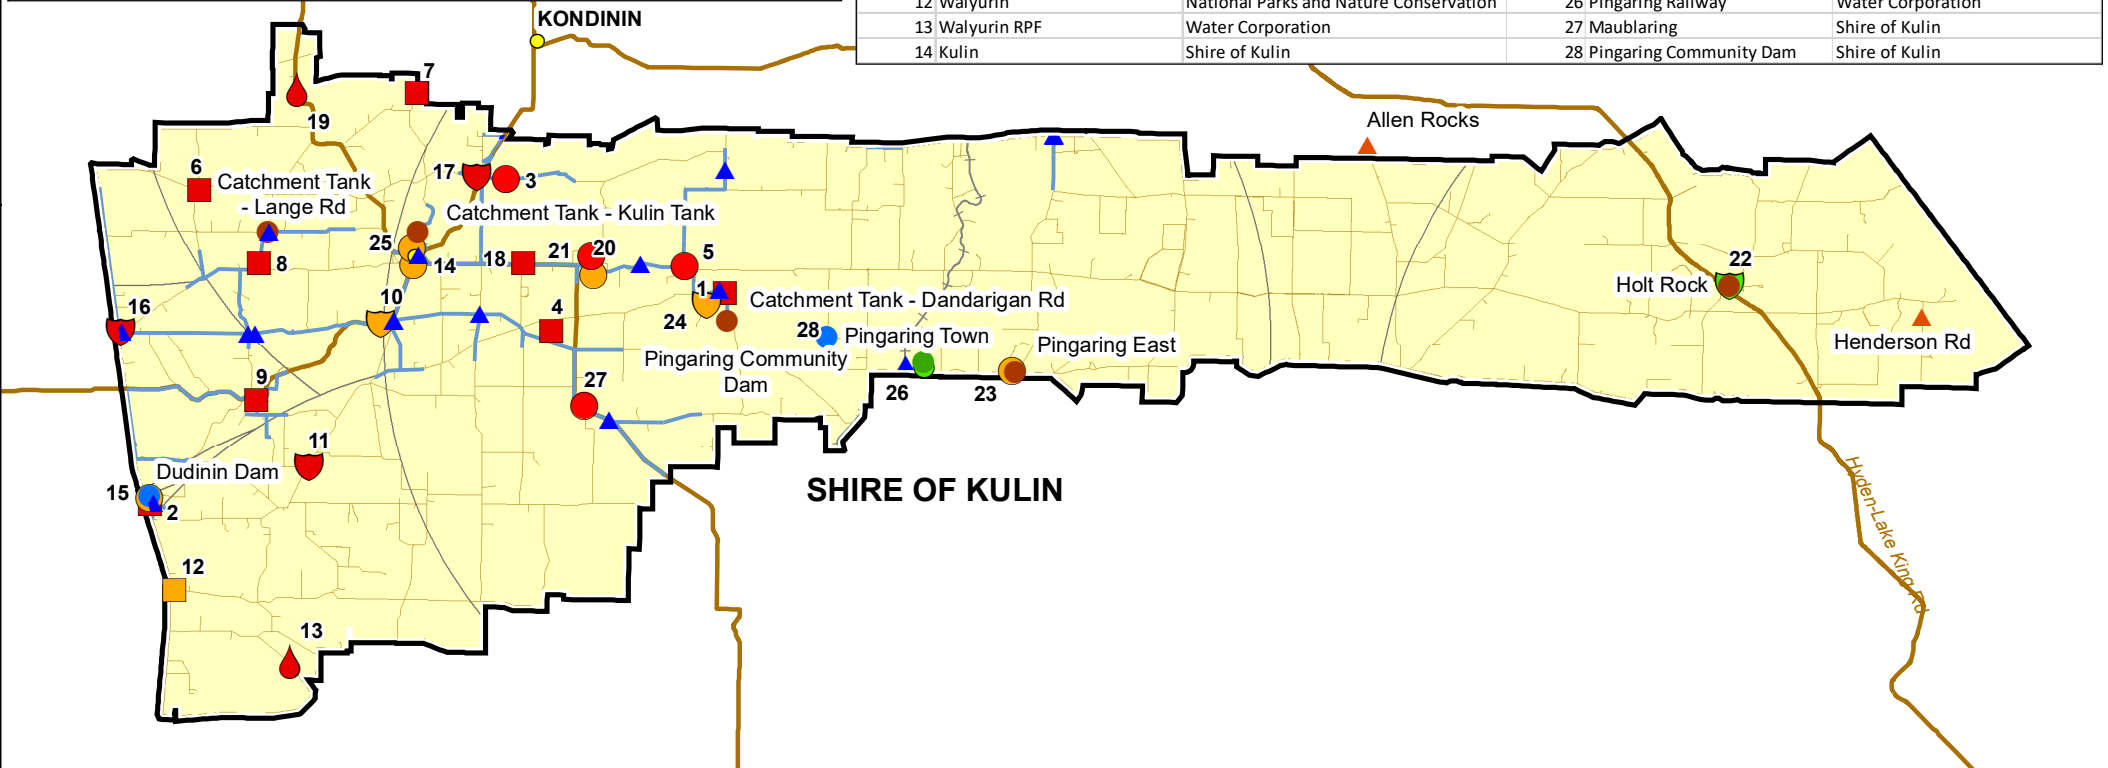 12 Walyurin National Parks and Nature Conservation 26 Pingaring Railway Water Corporation
13 Walyurin RPF Water Corporation 27 Maublaring Shire of Kulin
14 Kulin Shire of Kulin 28 Pingaring Community Dam Shire of Kulin
KONDININ
7
19
Allen Rocks
6
Catchment Tank
- Lange Rd
17
3
Catchment Tank - Kulin Tank
25
14
18
21
20
5
8
22
Holt Rock
10
16
1
Catchment Tank - Dandarigan Rd
24
4
28
Pingaring Town
Pingaring East
Henderson Rd
Pingaring Community
Dam
9
27
26
23
11
Dudinin Dam
15
2
SHIRE OF KULIN
Hyden-Lake King Rd
12
13